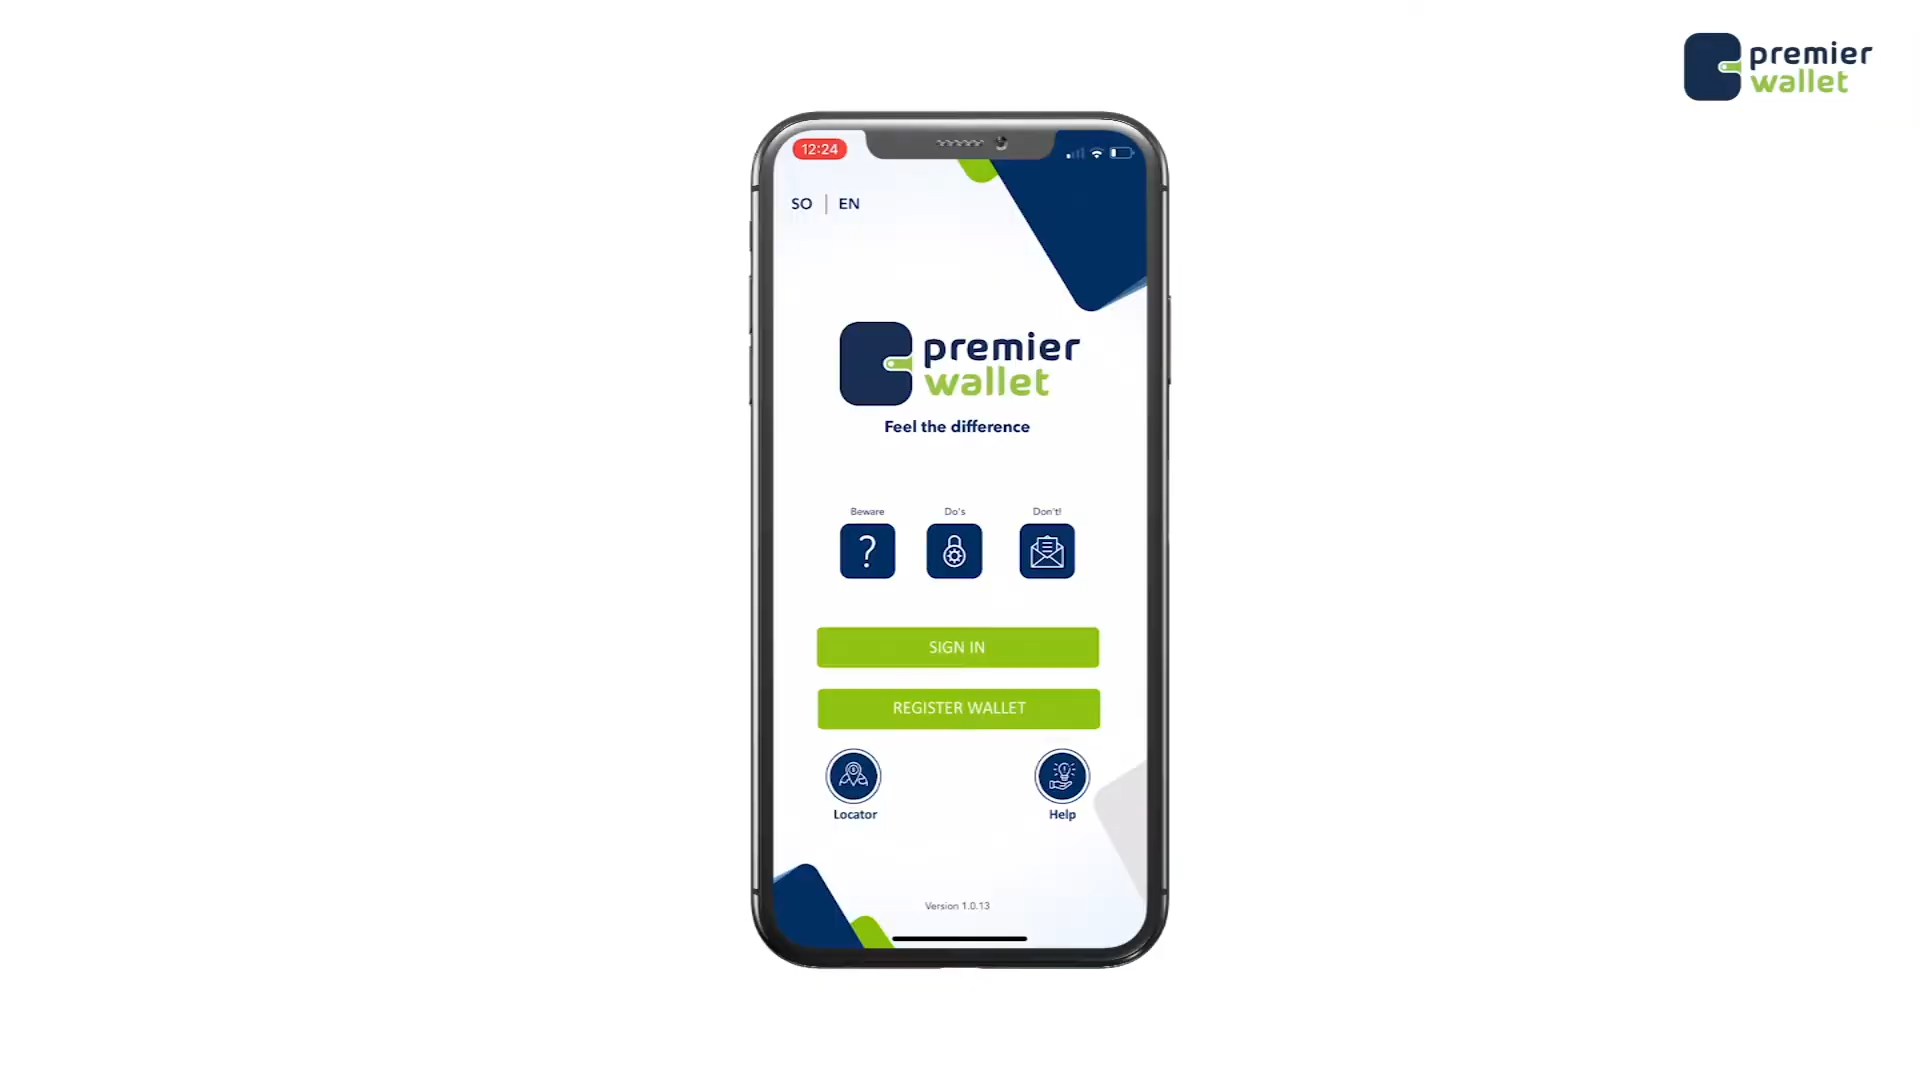 premier
wallet
12:24
SO | EN
premier
wallet
Feel the difference
Beware
Do's
Don't!
?
SIGN IN
REGISTER WALLET
Locator
Help
Version 1.0.13